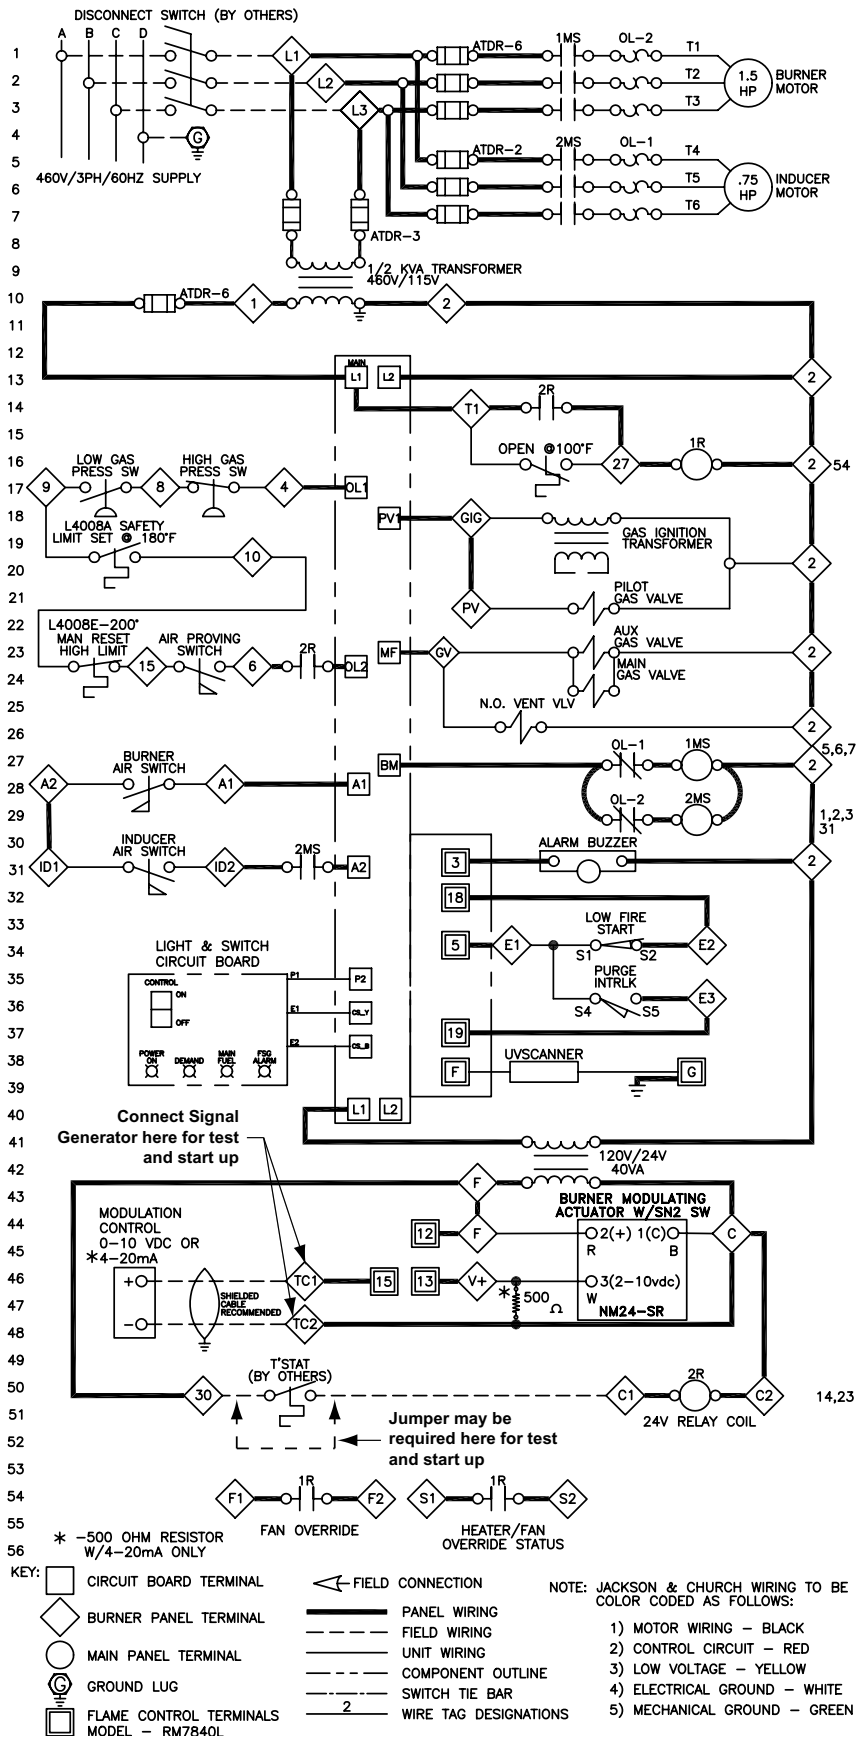 DISCONNECT SWITCH (BY OTHERS)
A B C D
1 L1 ATDR-6 1MS OL-2 T1
2 L2 T2 1.5 HP BURNER MOTOR
3 L3 T3
4 G
5 ATDR-2 2MS OL-1 T4
460V/3PH/60HZ SUPPLY
6 T5 .75 HP INDUCER MOTOR
7 T6
ATDR-3
8
9 1/2 KVA TRANSFORMER
460V/115V
10 ATDR-6 1 2
11
12
MAIN
13 L1 L2 2
14 T1 2R
15
OPEN @100°F 1R
16 LOW GAS PRESS SW HIGH GAS PRESS SW 27 2 54
17 9 8 4 OL1
18 PV1 GIG
L4008A SAFETY
19 LIMIT SET @ 180°F GAS IGNITION TRANSFORMER
20 10 2
21 PV PILOT GAS VALVE
22 L4008E-200°
MAN RESET HIGH LIMIT AIR PROVING SWITCH AUX GAS VALVE
23 15 6 2R OL2 MF GV 2
24 MAIN GAS VALVE
25 N.O. VENT VLV
26 2
5,6,7
27 BURNER AIR SWITCH BM OL-1 1MS 2
28 A2 A1 A1
29 OL-2 2MS 1,2,3
31
30 INDUCER AIR SWITCH 2MS ALARM BUZZER
31 ID1 ID2 A2 3 2
32 18
33 LOW FIRE START
34 LIGHT & SWITCH CIRCUIT BOARD 5 E1 S1 S2 E2
35 CONTROL P1 P2 PURGE INTRLK
ON
36 E1 CS_Y S4 S5 E3
OFF
37 E2 CS_B 19
38 POWER ON DEMAND MAIN FUEL FSG ALARM F UVSCANNER G
39
40 L1 L2
Connect Signal
Generator here for test
and start up
41 120V/24V
40VA
42 F
43 BURNER MODULATING
ACTUATOR W/SN2 SW
MODULATION
CONTROL
44 0-10 VDC OR 12 F 2(+) 1(C) C
* 4-20mA R B
45
46 + TC1 15 13 V+ 3(2-10vdc)
W
SHIELDED
CABLE
RECOMMENDED
* 500 Ω
47 NM24-SR
48 - TC2
49 T'STAT
(BY OTHERS)
50 30 C1 2R C2 14,23
51 24V RELAY COIL
Jumper may be
required here for test
and start up
52
53
54 F1 1R F2 S1 1R S2
55 FAN OVERRIDE HEATER/FAN
OVERRIDE STATUS
56 * -500 OHM RESISTOR
W/4-20mA ONLY
KEY:
CIRCUIT BOARD TERMINAL
BURNER PANEL TERMINAL
MAIN PANEL TERMINAL
G GROUND LUG
FLAME CONTROL TERMINALS
MODEL - RM7840L
FIELD CONNECTION
PANEL WIRING
FIELD WIRING
UNIT WIRING
COMPONENT OUTLINE
SWITCH TIE BAR
2 WIRE TAG DESIGNATIONS
NOTE: JACKSON & CHURCH WIRING TO BE
COLOR CODED AS FOLLOWS:
1) MOTOR WIRING - BLACK
2) CONTROL CIRCUIT - RED
3) LOW VOLTAGE - YELLOW
4) ELECTRICAL GROUND - WHITE
5) MECHANICAL GROUND - GREEN